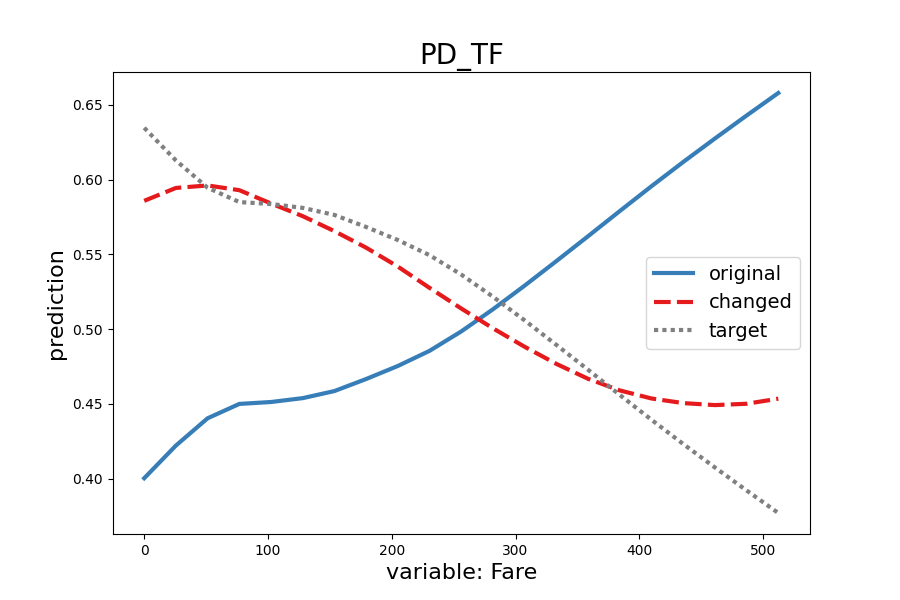 PD_TF
0.65
0.60
0.55
0.50
0.45
0.40
prediction
original
changed
target
0 100 200 300 400 500
variable: Fare